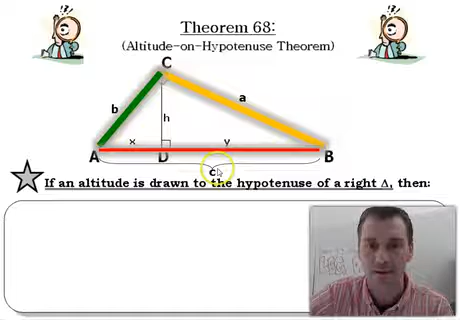 Theorem 68:
(Altitude-on-Hypotenuse Theorem)
C
b
a
h
x
y
A
D
B
c
If an altitude is drawn to the hypotenuse of a right Δ, then: